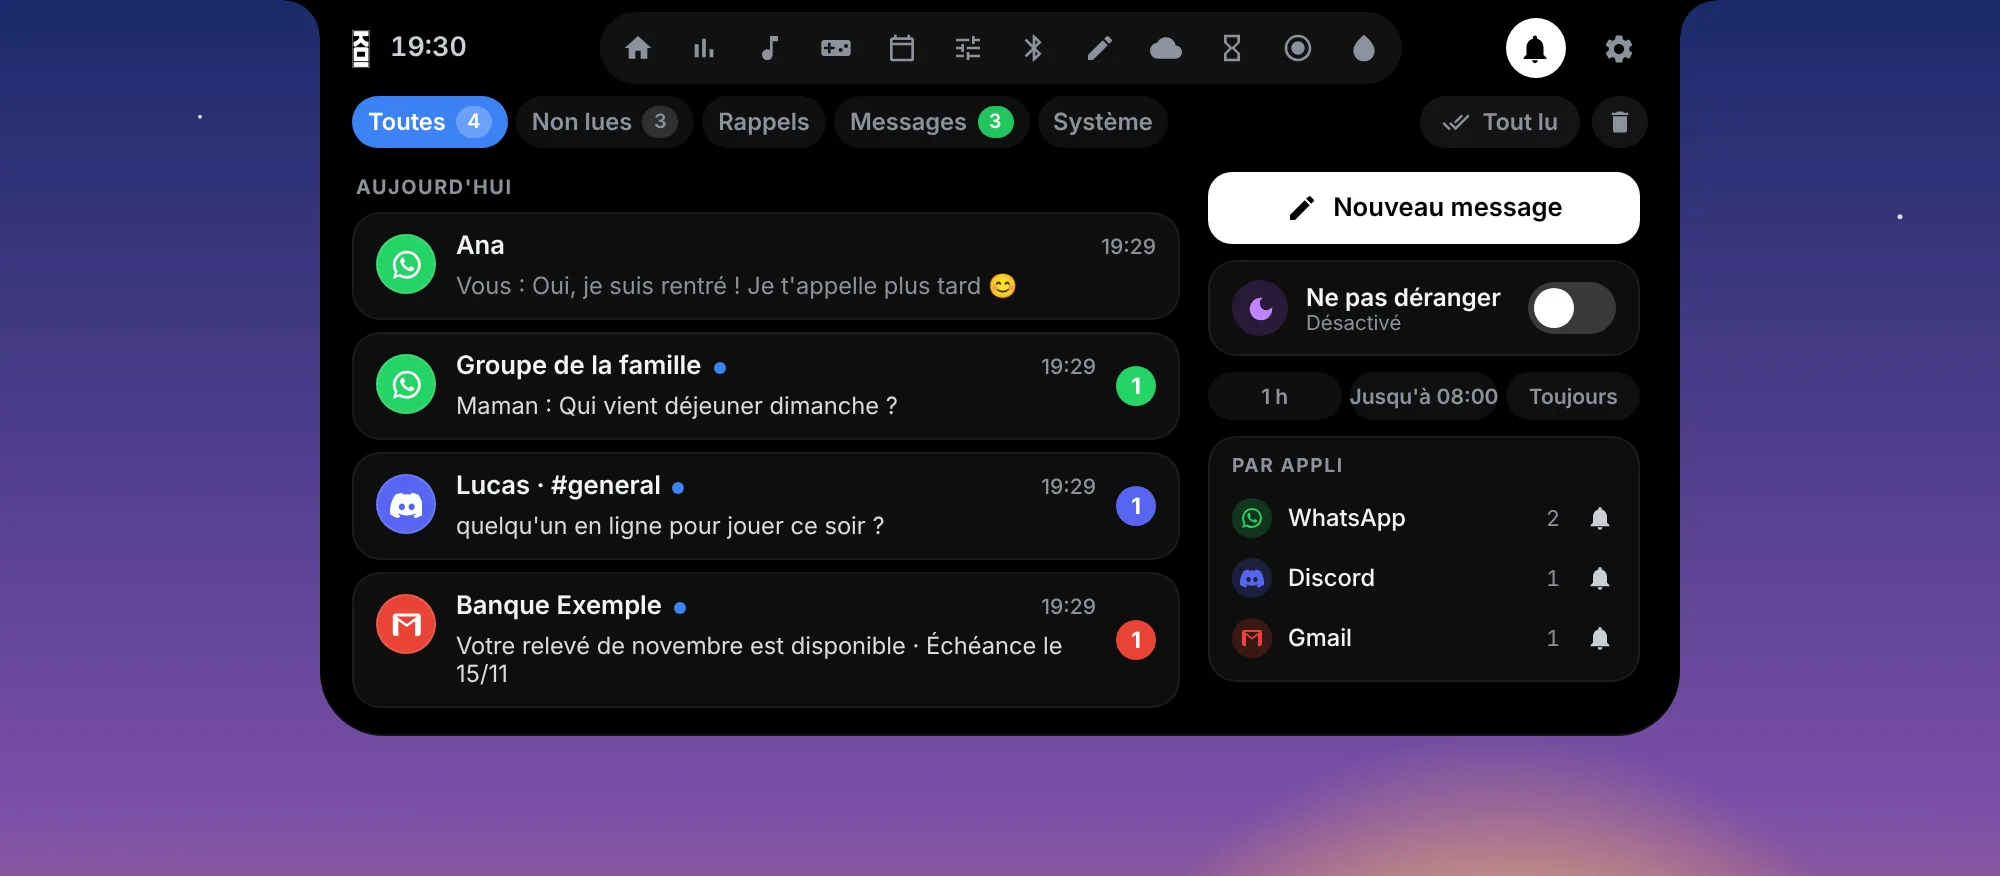 19:30
Toutes 4
Non lues 3
Rappels
Messages 3
Système
Tout lu
AUJOURD'HUI
Ana 19:29
Vous : Oui, je suis rentré ! Je t'appelle plus tard 😊
Groupe de la famille 19:29
Maman : Qui vient déjeuner dimanche ?
1
Lucas · #general 19:29
quelqu'un en ligne pour jouer ce soir ?
1
Banque Exemple 19:29
Votre relevé de novembre est disponible · Échéance le
15/11
1
Nouveau message
Ne pas déranger
Désactivé
1 h
Jusqu'à 08:00
Toujours
PAR APPLI
WhatsApp 2
Discord 1
Gmail 1